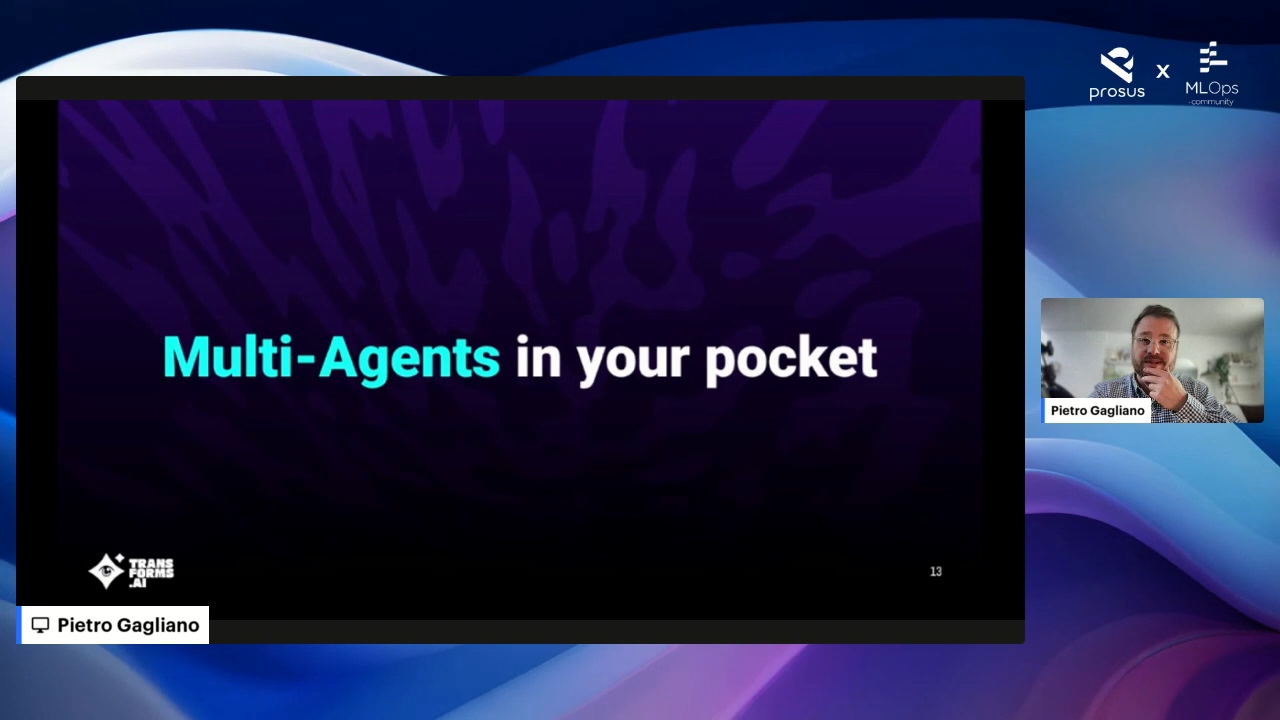 prosus
x
MLOps
community
Multi-Agents in your pocket
TRANS
FORMS
.AI
13
Pietro Gagliano
Pietro Gagliano